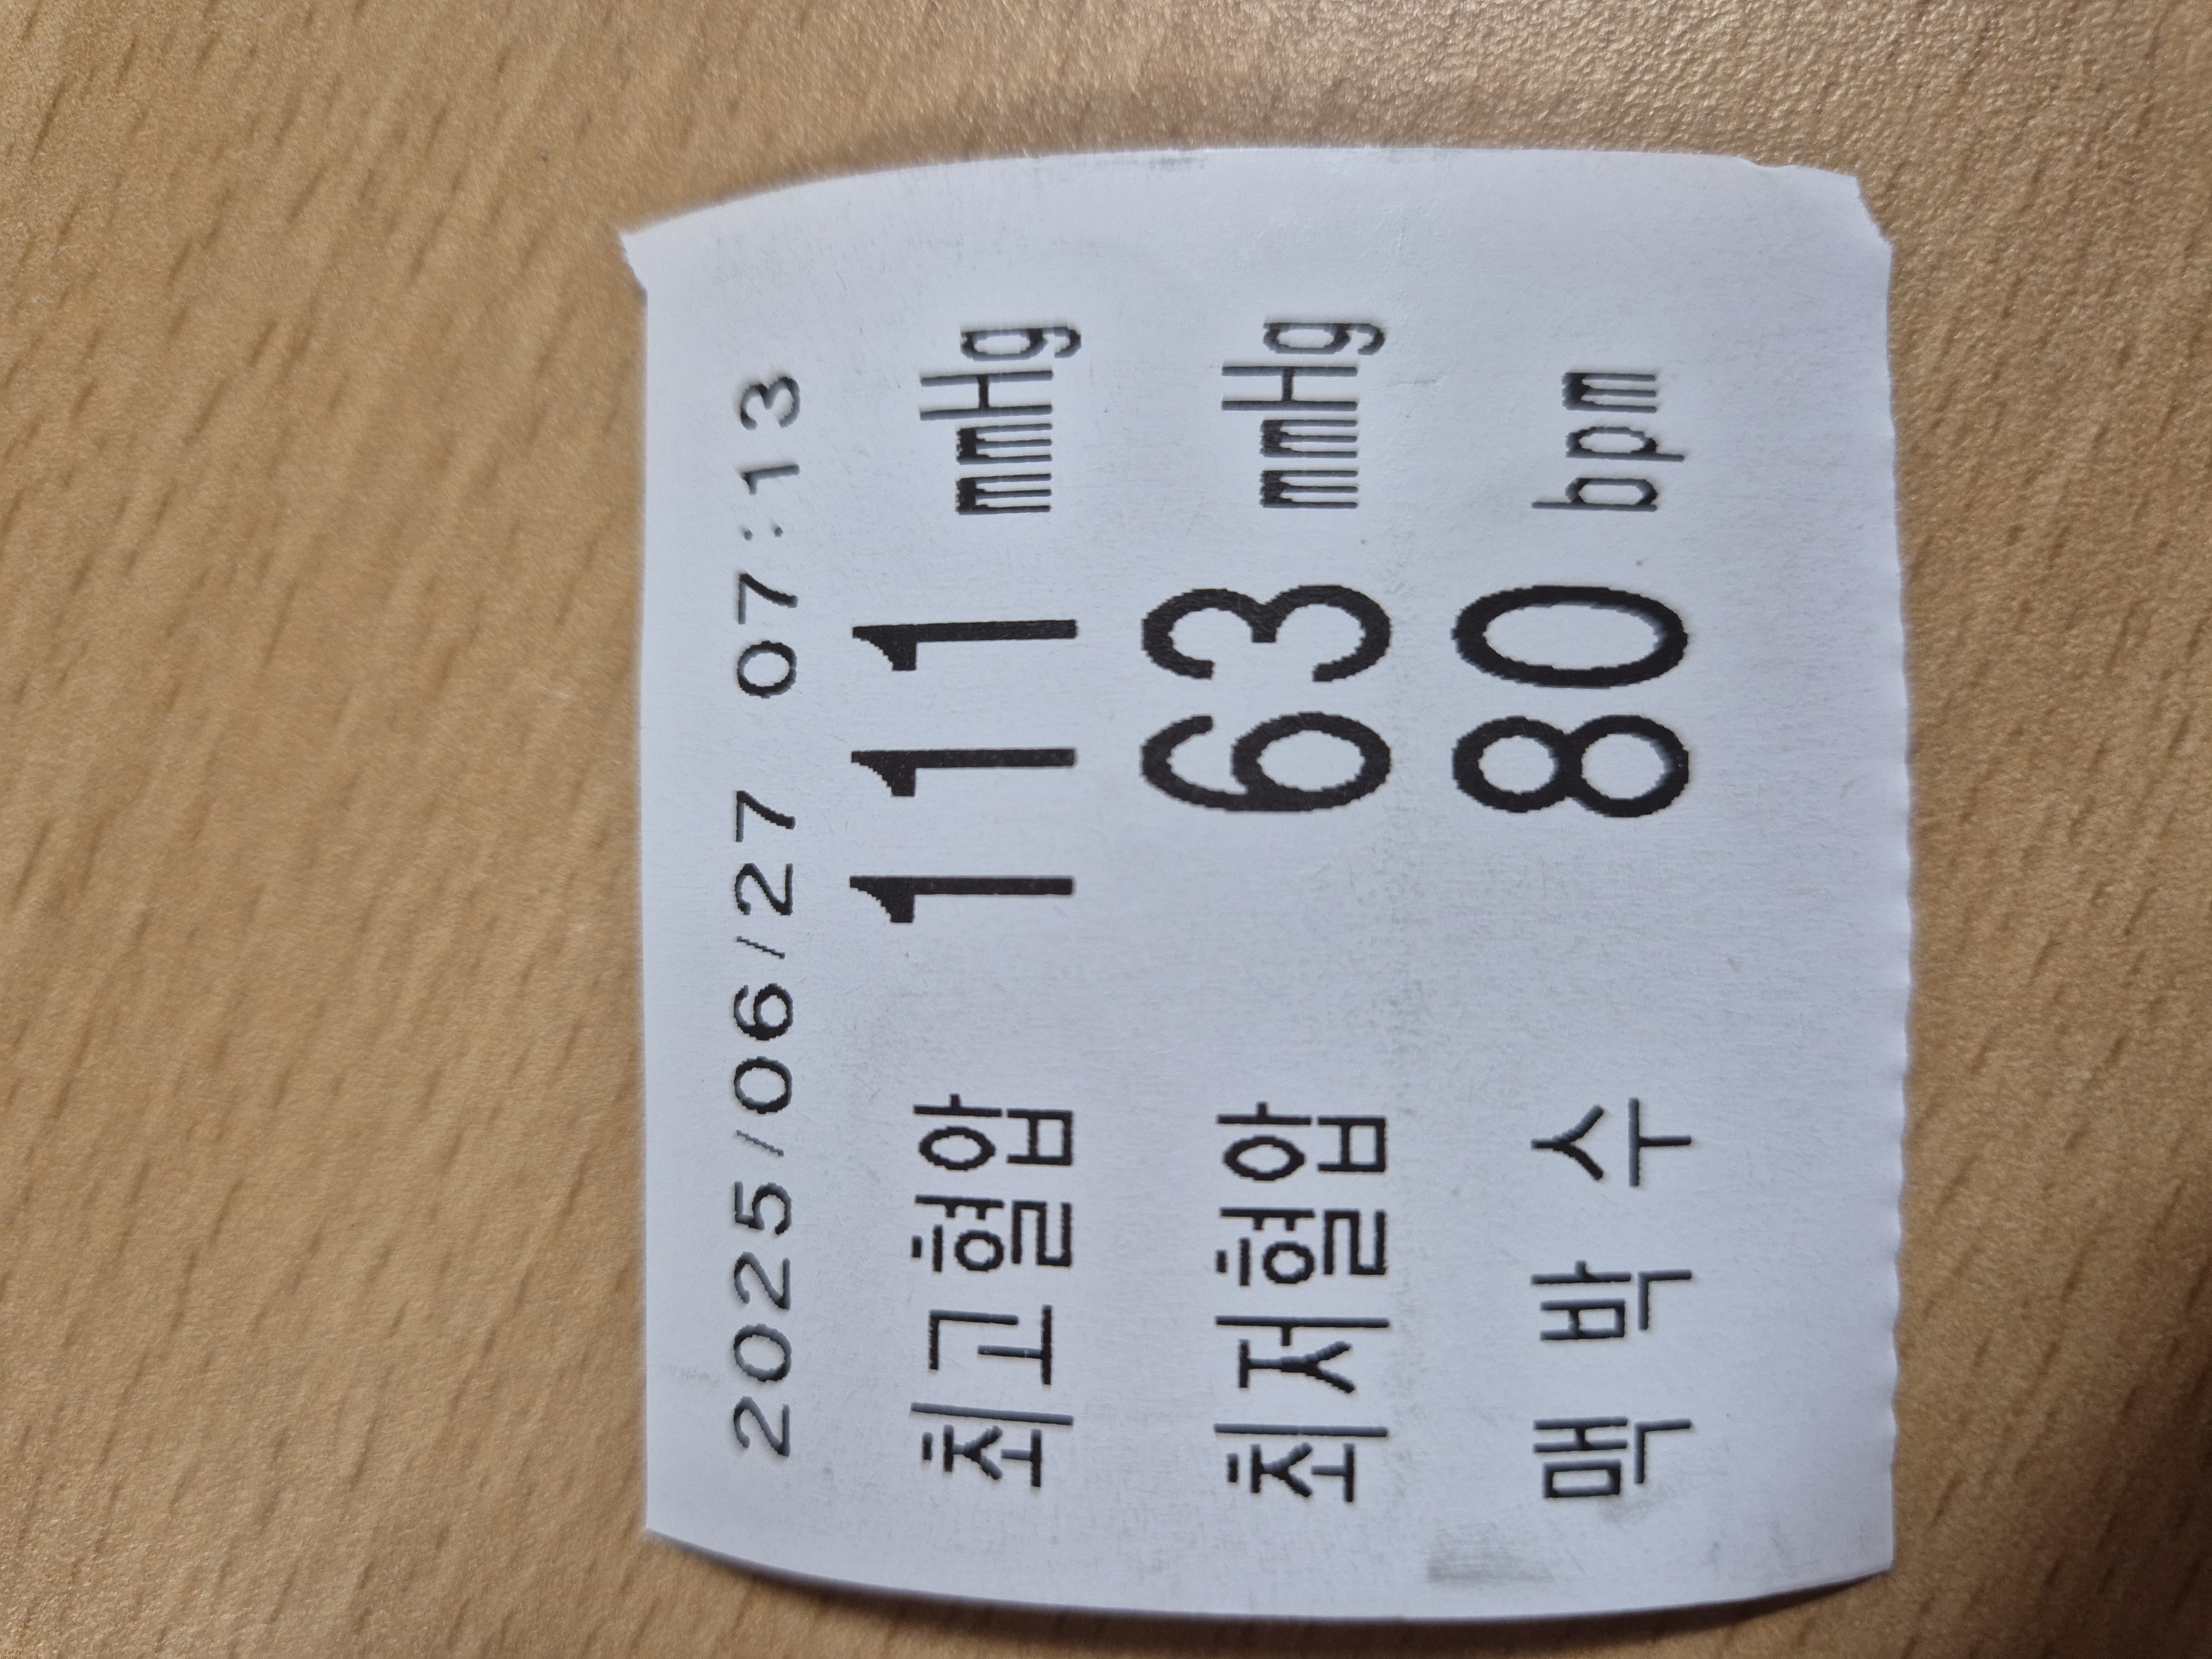 2025/06/27 07:13
최고혈압 111 mmHg
최저혈압 63 mmHg
맥 박 수 80 bpm